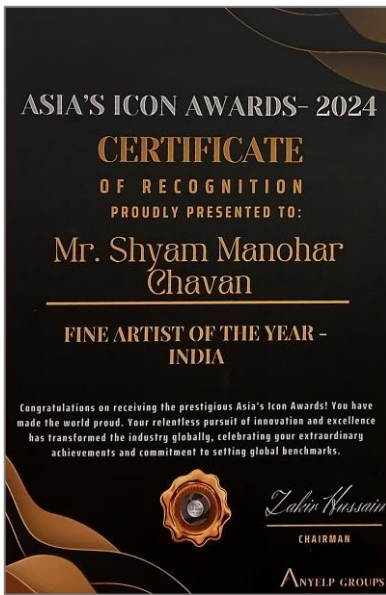 ASIA'S ICON AWARDS- 2024
CERTIFICATE
OF RECOGNITION
PROUDLY PRESENTED TO:
Mr. Shyam Manohar
Chavan
FINE ARTIST OF THE YEAR -
INDIA
Congratulations on receiving the prestigious Asia's Icon Awards! You have
made the world proud. Your relentless pursuit of innovation and excellence
has transformed the industry globally, celebrating your extraordinary
achievements and commitment to setting global benchmarks.
Zakir Hussain
CHAIRMAN
ANYELP GROUPS